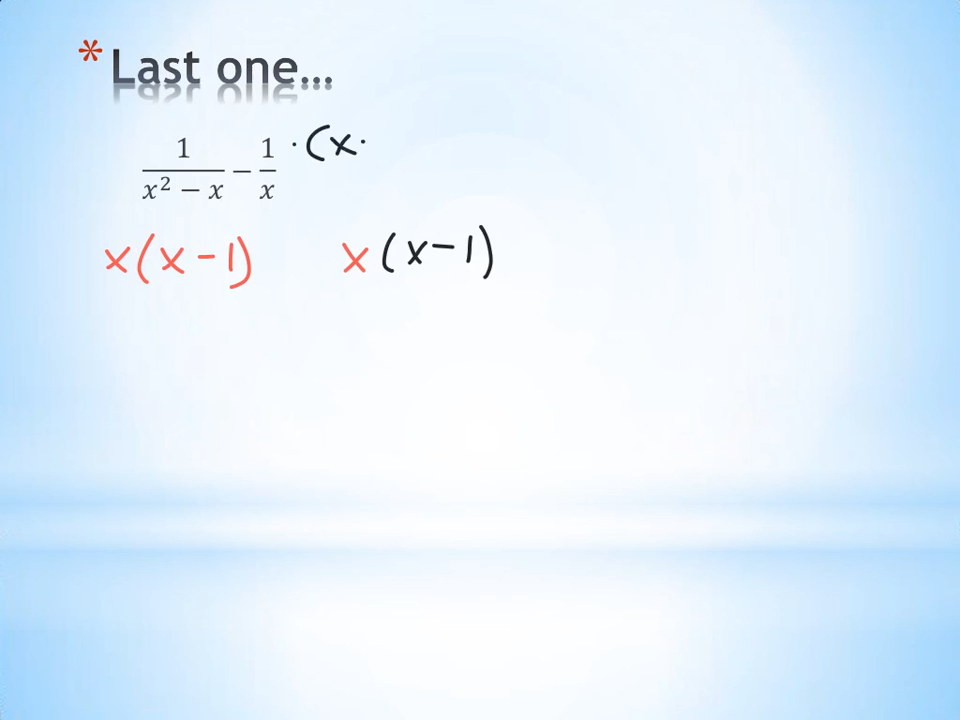 * Last one...
1/(x² − x) − 1/x · (x-
x(x-1) x(x-1)